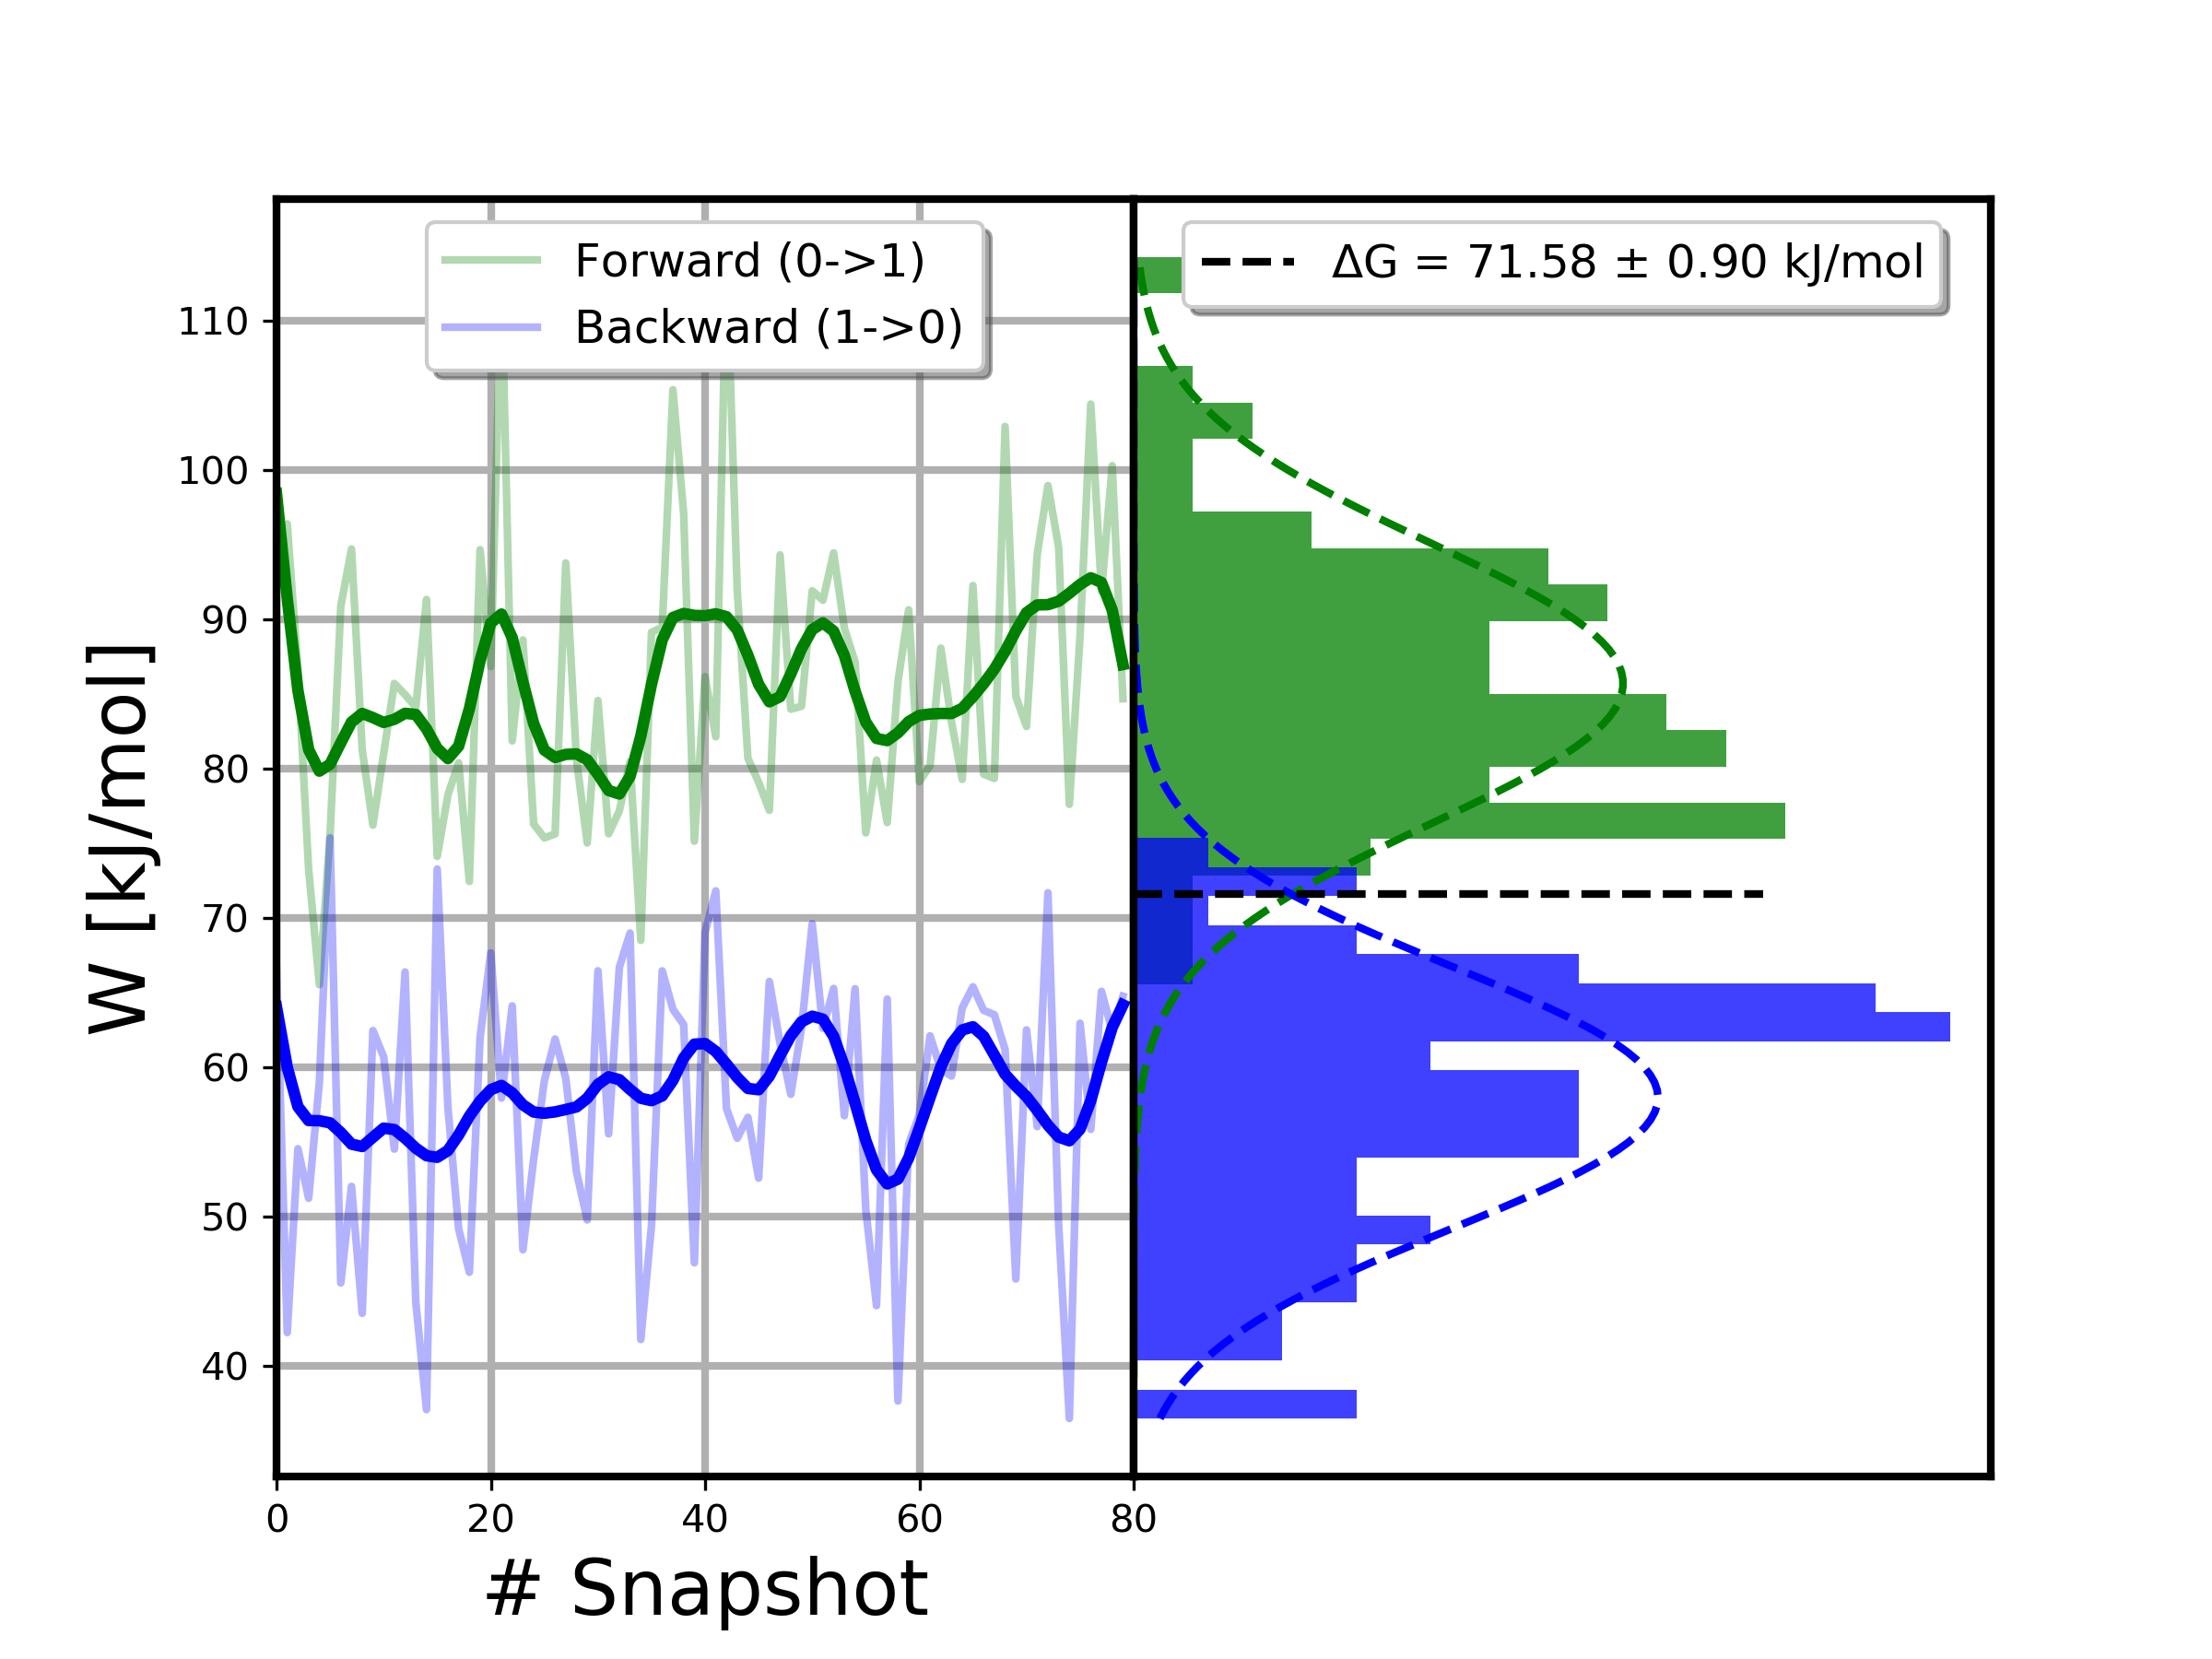 Forward (0->1)
Backward (1->0)
ΔG = 71.58 ± 0.90 kJ/mol
W [kJ/mol]
110
100
90
80
70
60
50
40
0 20 40 60 80
# Snapshot